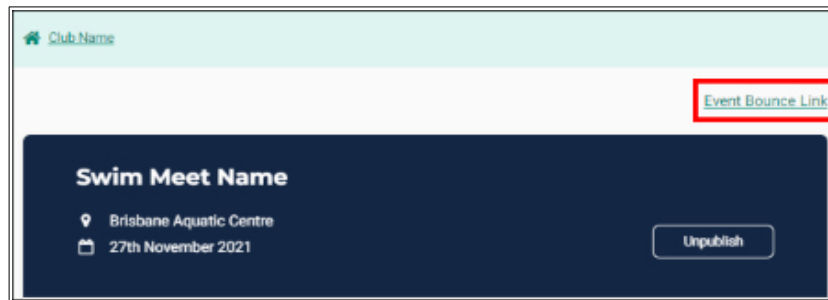 Club Name
Event Bounce Link
Swim Meet Name
Brisbane Aquatic Centre
27th November 2021
Unpublish